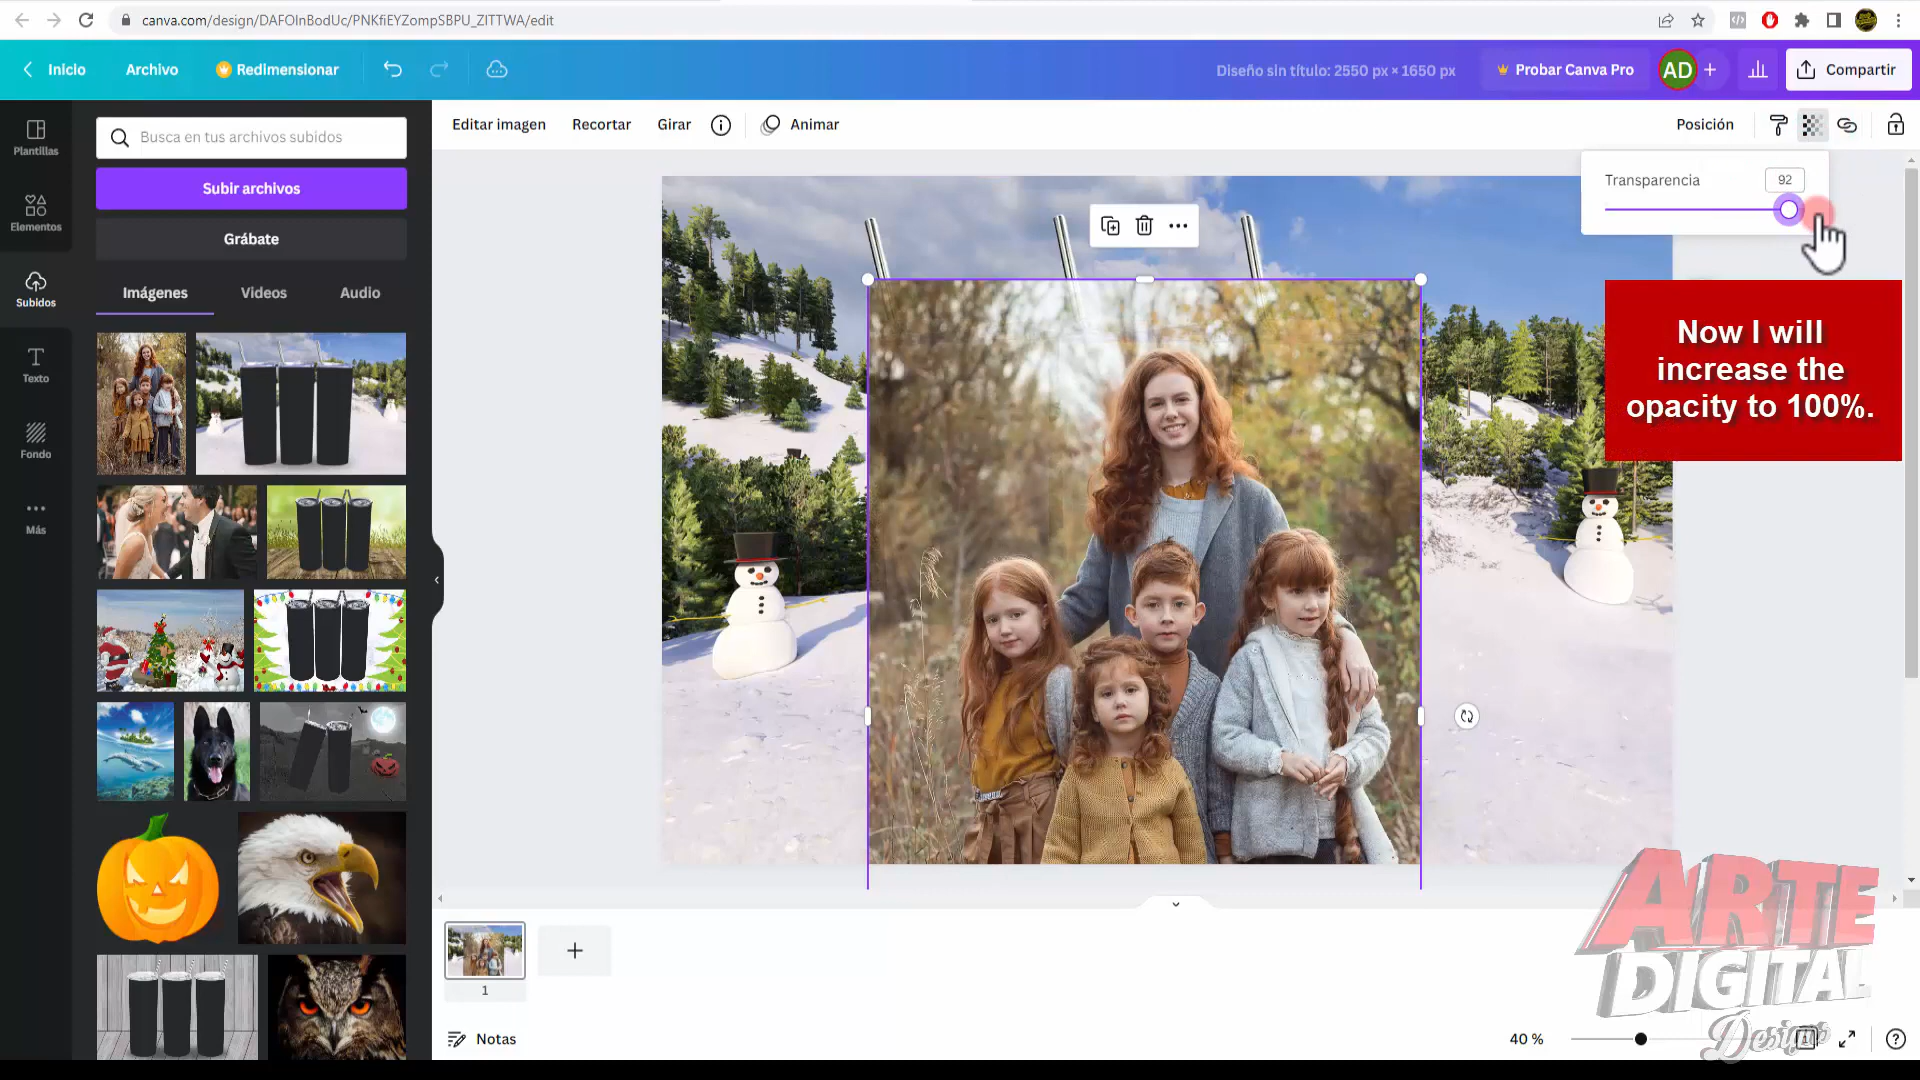 canva.com/design/DAFOInBodUc/PNKfiEYZompSBPU_ZITTWA/edit
Inicio
Archivo
Redimensionar
Diseño sin título: 2550 px × 1650 px
Probar Canva Pro
AD
Compartir
Plantillas
Elementos
Subidos
Texto
Fondo
Más
Busca en tus archivos subidos
Subir archivos
Grábate
Imágenes
Videos
Audio
Editar imagen
Recortar
Girar
Animar
Posición
Transparencia
92
Now I will
increase the
opacity to 100%.
1
Notas
40 %
ARTE
DIGITAL
Designe